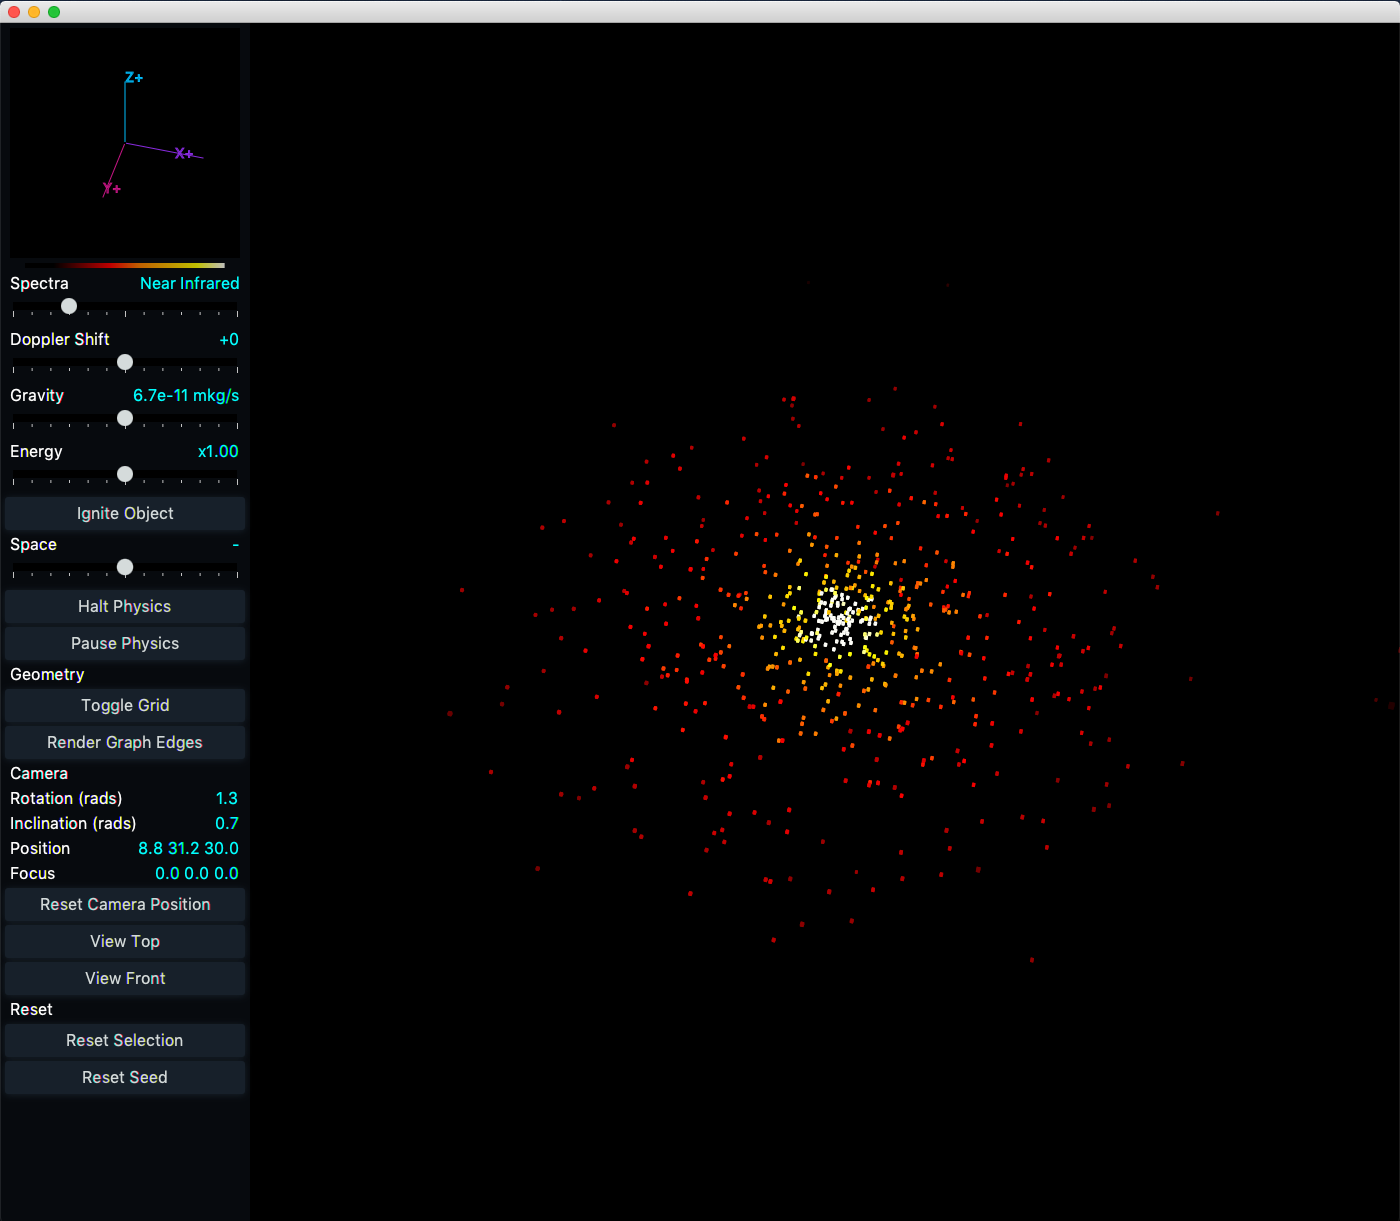 Z+
X+
Y+
Spectra Near Infrared
Doppler Shift +0
Gravity 6.7e-11 mkg/s
Energy x1.00
Ignite Object
Space -
Halt Physics
Pause Physics
Geometry
Toggle Grid
Render Graph Edges
Camera
Rotation (rads) 1.3
Inclination (rads) 0.7
Position 8.8 31.2 30.0
Focus 0.0 0.0 0.0
Reset Camera Position
View Top
View Front
Reset
Reset Selection
Reset Seed